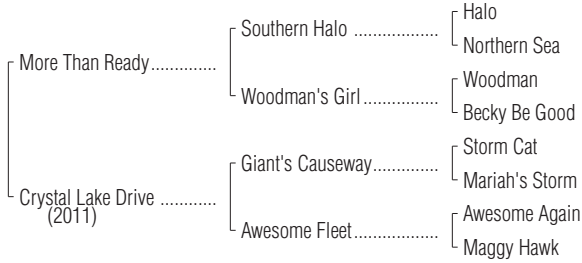 Halo
Southern Halo ..................
Northern Sea
More Than Ready..............
Woodman
Woodman's Girl................
Becky Be Good
Storm Cat
Giant's Causeway..............
Mariah's Storm
Crystal Lake Drive ............
(2011)
Awesome Again
Awesome Fleet..................
Maggy Hawk